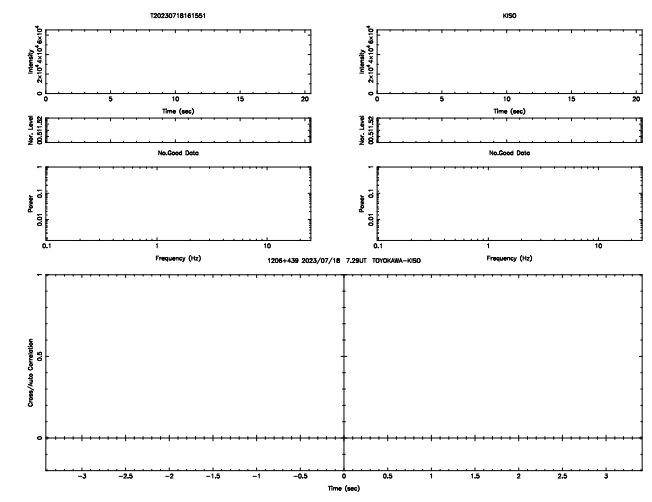 T20230718161551
KISO
Intensity
0 2×10⁴ 4×10⁴ 6×10⁴
0 5 10 15 20
Time (sec)
Intensity
0 2×10⁴ 4×10⁴ 6×10⁴
0 5 10 15 20
Time (sec)
Nor. Level
00.511.52
Nor. Level
00.511.52
No.Good Data
No.Good Data
Power
0.01 0.1 1
0.1 1 10
Frequency (Hz)
Power
0.01 0.1 1
0.1 1 10
Frequency (Hz)
1206+439 2023/07/18 7.29UT TOYOKAWA-KISO
Cross/Auto Correlation
0 0.5 1
-3 -2.5 -2 -1.5 -1 -0.5 0 0.5 1 1.5 2 2.5 3
Time (sec)